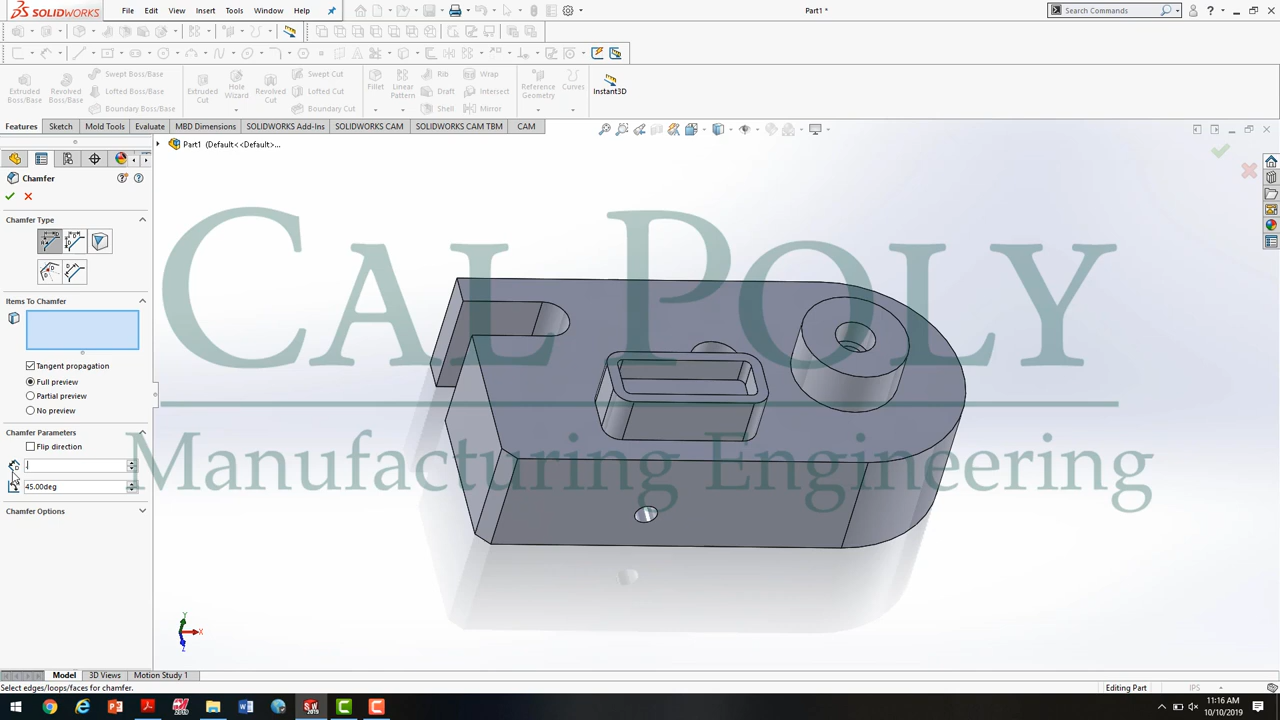 SOLIDWORKS
File Edit View Insert Tools Window Help
Part1 *
Search Commands
Extruded Boss/Base
Revolved Boss/Base
Swept Boss/Base
Lofted Boss/Base
Boundary Boss/Base
Extruded Cut
Hole Wizard
Revolved Cut
Swept Cut
Lofted Cut
Boundary Cut
Fillet
Linear Pattern
Rib
Draft
Shell
Wrap
Intersect
Mirror
Reference Geometry
Curves
Instant3D
Features Sketch Mold Tools Evaluate MBD Dimensions SOLIDWORKS Add-Ins SOLIDWORKS CAM SOLIDWORKS CAM TBM CAM
Part1 (Default<<Default>...
Chamfer
Chamfer Type
Items To Chamfer
Tangent propagation
Full preview
Partial preview
No preview
Chamfer Parameters
Flip direction
.
45.00deg
Chamfer Options
CAL POLY
Manufacturing Engineering
Y
X
Z
Model 3D Views Motion Study 1
Select edges/loops/faces for chamfer.
Editing Part
IPS
11:16 AM
10/10/2019